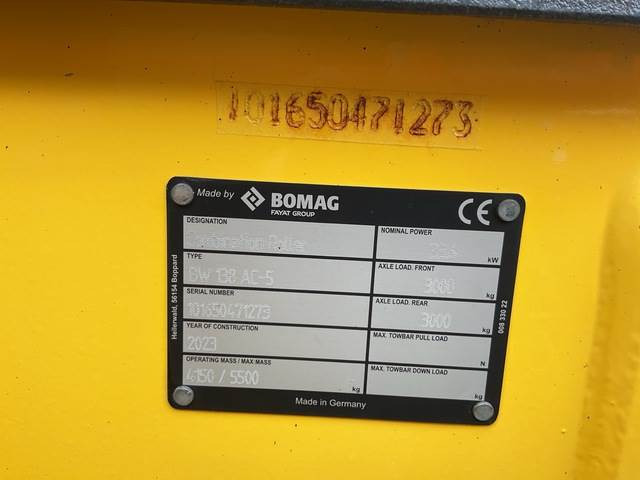 101650471273
Made by BOMAG
FAYAT GROUP
CE
DESIGNATION
Combination Roller
TYPE
BW 138 AC-5
SERIAL NUMBER
101650471273
YEAR OF CONSTRUCTION
2023
OPERATING MASS / MAX.MASS
4150 / 5500 kg
NOMINAL POWER
kW
AXLE LOAD. FRONT
3000 kg
AXLE LOAD. REAR
3000 kg
MAX. TOWBAR PULL LOAD
N
MAX. TOWBAR DOWN LOAD
kg
Made in Germany
Hellerwald, 56154 Boppard
008 330 22